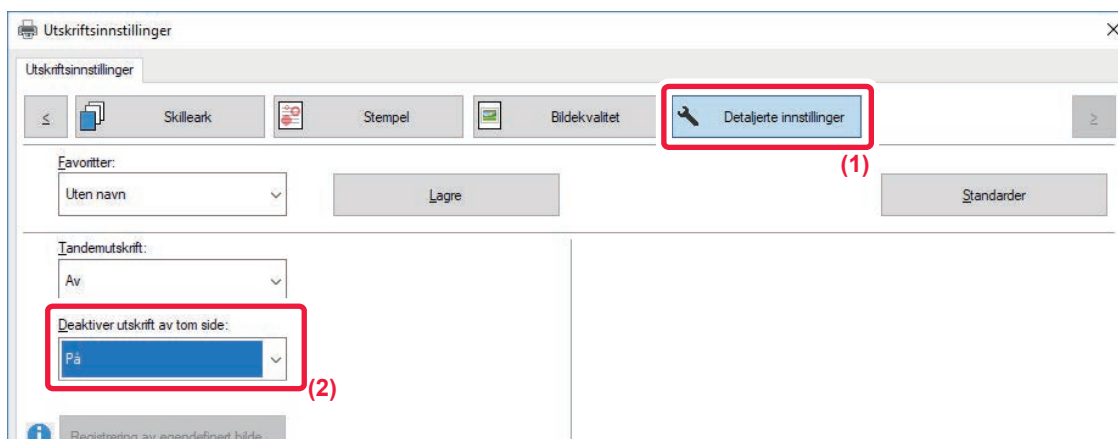 Utskriftsinnstillinger
Utskriftsinnstillinger
< Skilleark Stempel Bildekvalitet Detaljerte innstillinger >
(1)
Favoritter:
Uten navn Lagre Standarder
Tandemutskrift:
Av
Deaktiver utskrift av tom side:
På
(2)
Registrering av egendefinert bilde